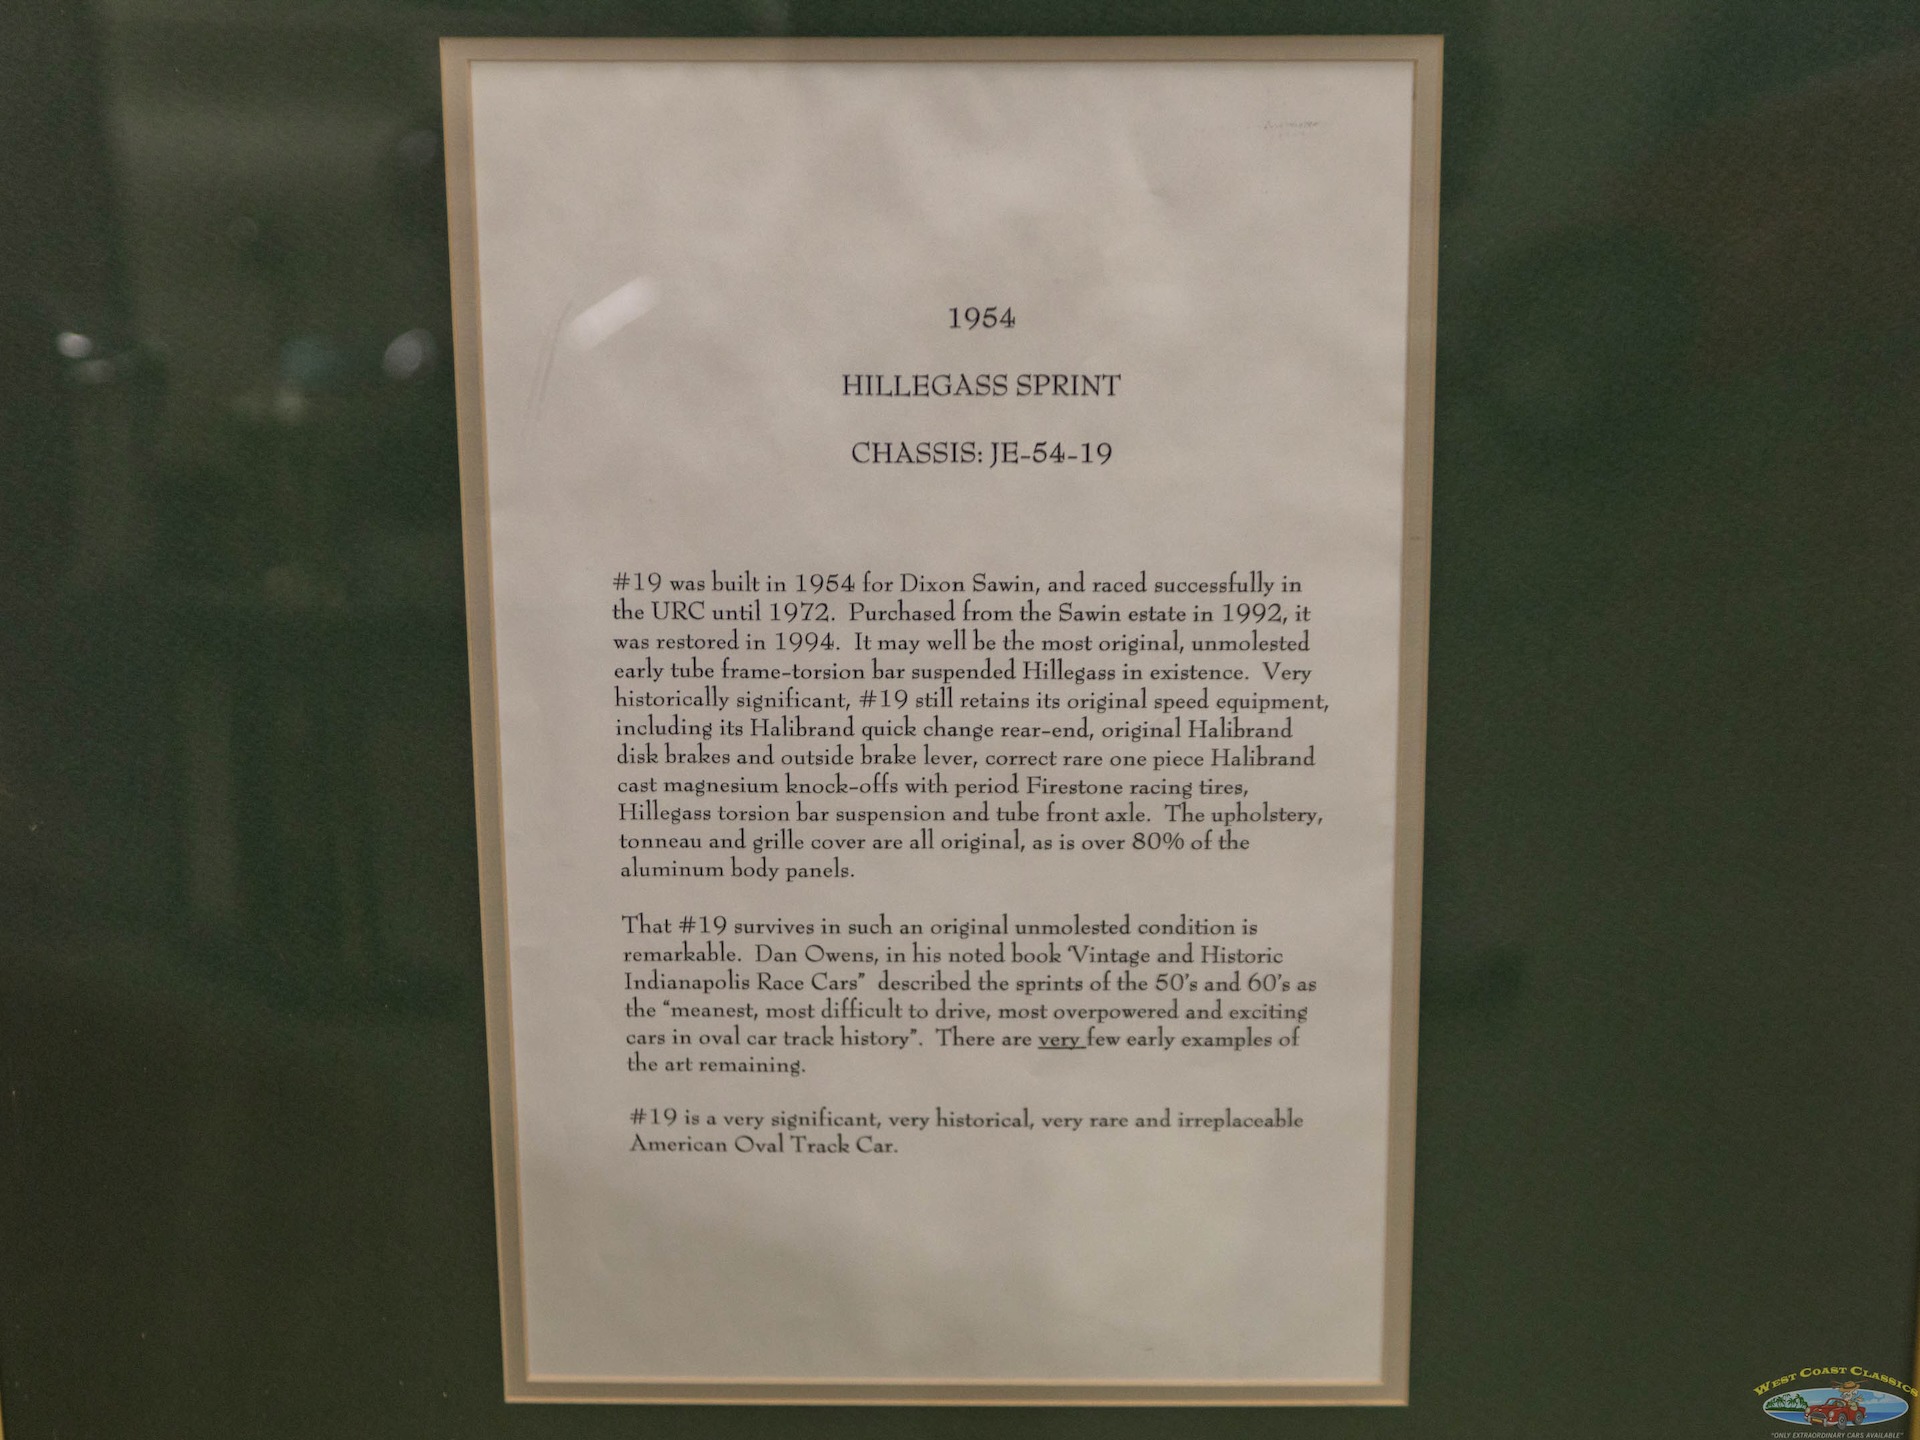 1954
HILLEGASS SPRINT
CHASSIS: JE-54-19
#19 was built in 1954 for Dixon Sawin, and raced successfully in
the URC until 1972. Purchased from the Sawin estate in 1992, it
was restored in 1994. It may well be the most original, unmolested
early tube frame-torsion bar suspended Hillegass in existence. Very
historically significant, #19 still retains its original speed equipment,
including its Halibrand quick change rear-end, original Halibrand
disk brakes and outside brake lever, correct rare one piece Halibrand
cast magnesium knock-offs with period Firestone racing tires,
Hillegass torsion bar suspension and tube front axle. The upholstery,
tonneau and grille cover are all original, as is over 80% of the
aluminum body panels.
That #19 survives in such an original unmolested condition is
remarkable. Dan Owens, in his noted book 'Vintage and Historic
Indianapolis Race Cars" described the sprints of the 50's and 60's as
the "meanest, most difficult to drive, most overpowered and exciting
cars in oval car track history". There are very few early examples of
the art remaining.
#19 is a very significant, very historical, very rare and irreplaceable
American Oval Track Car.
WEST COAST CLASSICS
"ONLY EXTRAORDINARY CARS AVAILABLE"